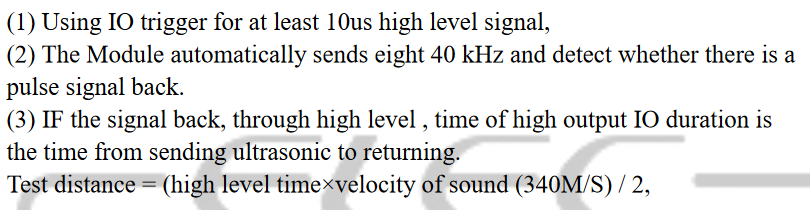 (1) Using IO trigger for at least 10us high level signal,
(2) The Module automatically sends eight 40 kHz and detect whether there is a
pulse signal back.
(3) IF the signal back, through high level , time of high output IO duration is
the time from sending ultrasonic to returning.
Test distance = (high level time×velocity of sound (340M/S) / 2,